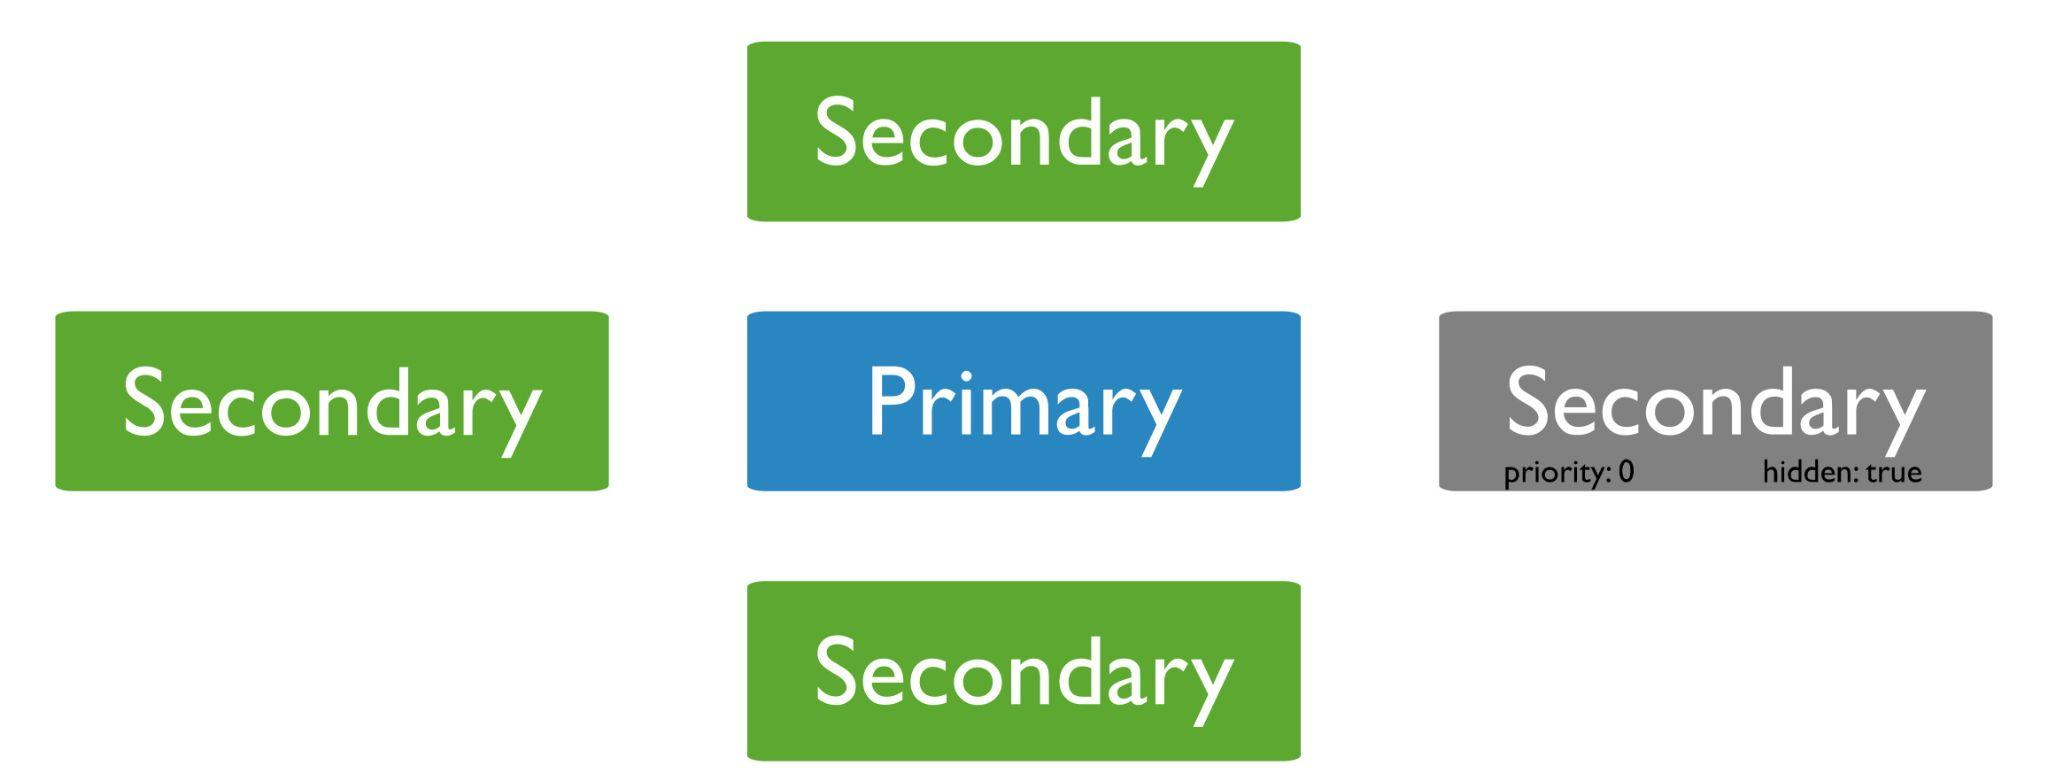 Secondary
Secondary
Primary
Secondary
priority: 0
hidden: true
Secondary